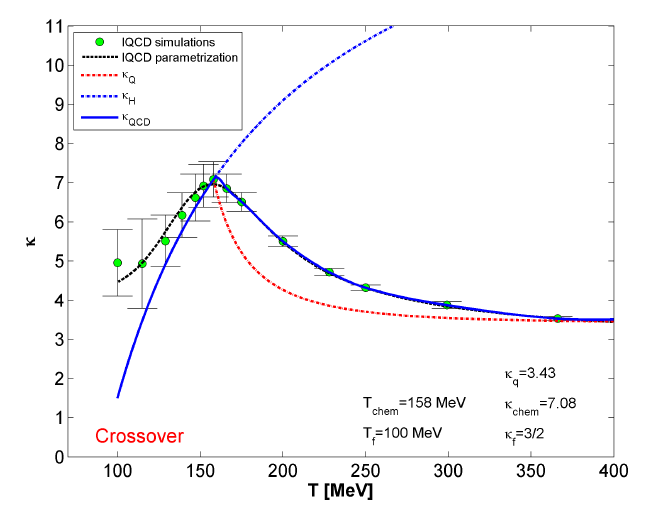 11
10
9
8
7
6
5
4
3
2
1
0
κ
lQCD simulations
lQCD parametrization
κQ
κH
κQCD
κq=3.43
Tchem=158 MeV
κchem=7.08
Crossover
Tf=100 MeV
κf=3/2
100 150 200 250 300 350 400
T [MeV]